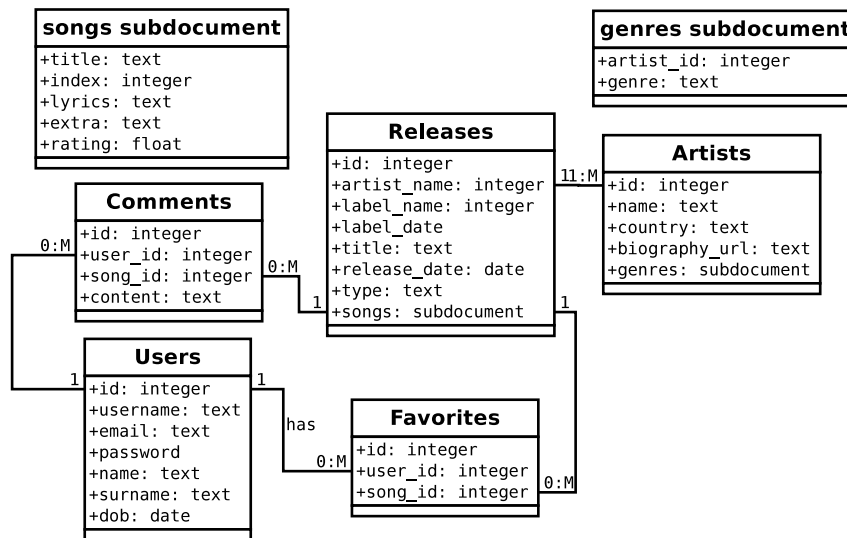 songs subdocument
+title: text
+index: integer
+lyrics: text
+extra: text
+rating: float
genres subdocument
+artist_id: integer
+genre: text
Releases
+id: integer
+artist_name: integer
+label_name: integer
+label_date
+title: text
+release_date: date
+type: text
+songs: subdocument
Artists
+id: integer
+name: text
+country: text
+biography_url: text
+genres: subdocument
1
1:M
Comments
+id: integer
+user_id: integer
+song_id: integer
+content: text
0:M
0:M
1
1
Users
+id: integer
+username: text
+email: text
+password
+name: text
+surname: text
+dob: date
1
1
has
0:M
Favorites
+id: integer
+user_id: integer
+song_id: integer
0:M